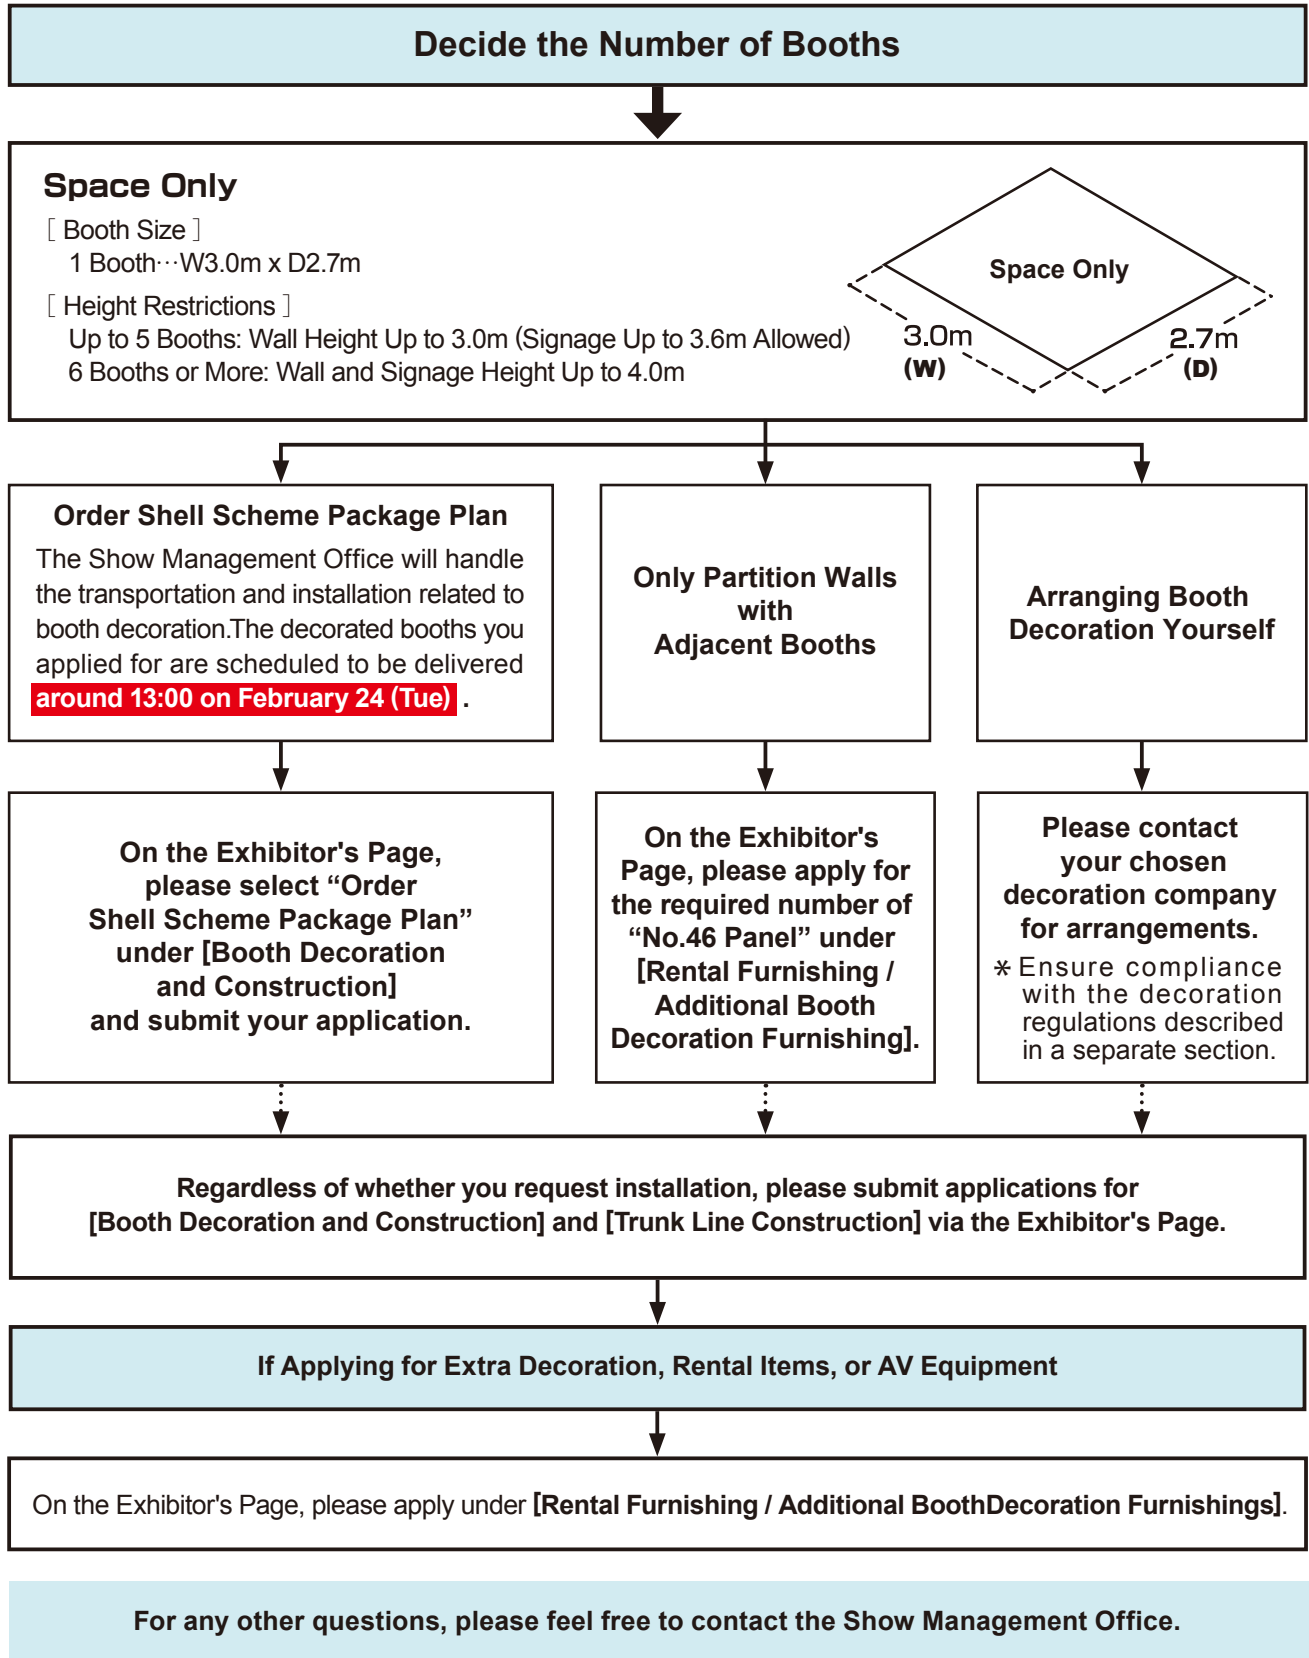 Decide the Number of Booths
Space Only
[ Booth Size ]
1 Booth…W3.0m x D2.7m
[ Height Restrictions ]
Up to 5 Booths: Wall Height Up to 3.0m (Signage Up to 3.6m Allowed)
6 Booths or More: Wall and Signage Height Up to 4.0m
Space Only
3.0m
(W)
2.7m
(D)
Order Shell Scheme Package Plan
The Show Management Office will handle
the transportation and installation related to
booth decoration.The decorated booths you
applied for are scheduled to be delivered
around 13:00 on February 24 (Tue) .
Only Partition Walls
with
Adjacent Booths
Arranging Booth
Decoration Yourself
On the Exhibitor's Page,
please select “Order
Shell Scheme Package Plan”
under [Booth Decoration
and Construction]
and submit your application.
On the Exhibitor's
Page, please apply for
the required number of
“No.46 Panel” under
[Rental Furnishing /
Additional Booth
Decoration Furnishing].
Please contact
your chosen
decoration company
for arrangements.
* Ensure compliance
with the decoration
regulations described
in a separate section.
Regardless of whether you request installation, please submit applications for
[Booth Decoration and Construction] and [Trunk Line Construction] via the Exhibitor's Page.
If Applying for Extra Decoration, Rental Items, or AV Equipment
On the Exhibitor's Page, please apply under [Rental Furnishing / Additional BoothDecoration Furnishings].
For any other questions, please feel free to contact the Show Management Office.